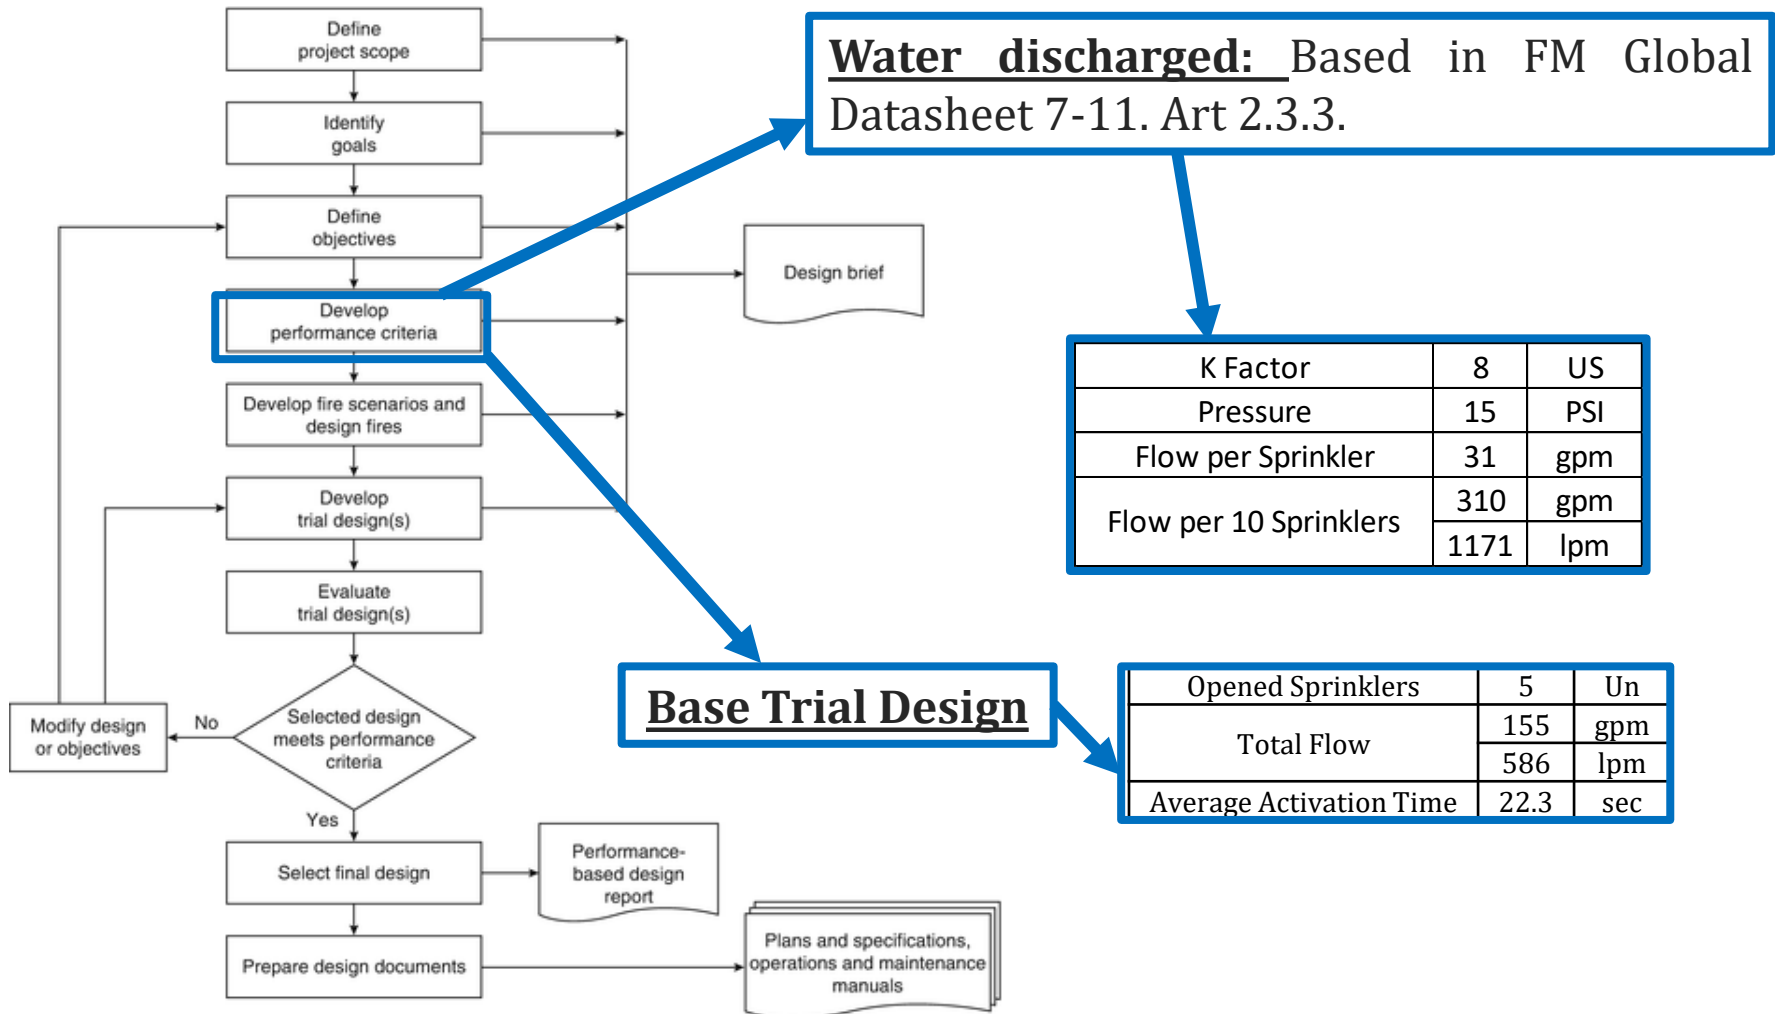 Define
project scope
Identify
goals
Define
objectives
Develop
performance criteria
Develop fire scenarios and
design fires
Develop
trial design(s)
Evaluate
trial design(s)
Selected design
meets performance
criteria
No
Modify design
or objectives
Yes
Select final design
Prepare design documents
Design brief
Performance-
based design
report
Plans and specifications,
operations and maintenance
manuals
Water discharged: Based in FM Global
Datasheet 7-11. Art 2.3.3.
K Factor 8 US
Pressure 15 PSI
Flow per Sprinkler 31 gpm
Flow per 10 Sprinklers 310 gpm
1171 lpm
Base Trial Design
Opened Sprinklers 5 Un
Total Flow 155 gpm
586 lpm
Average Activation Time 22.3 sec